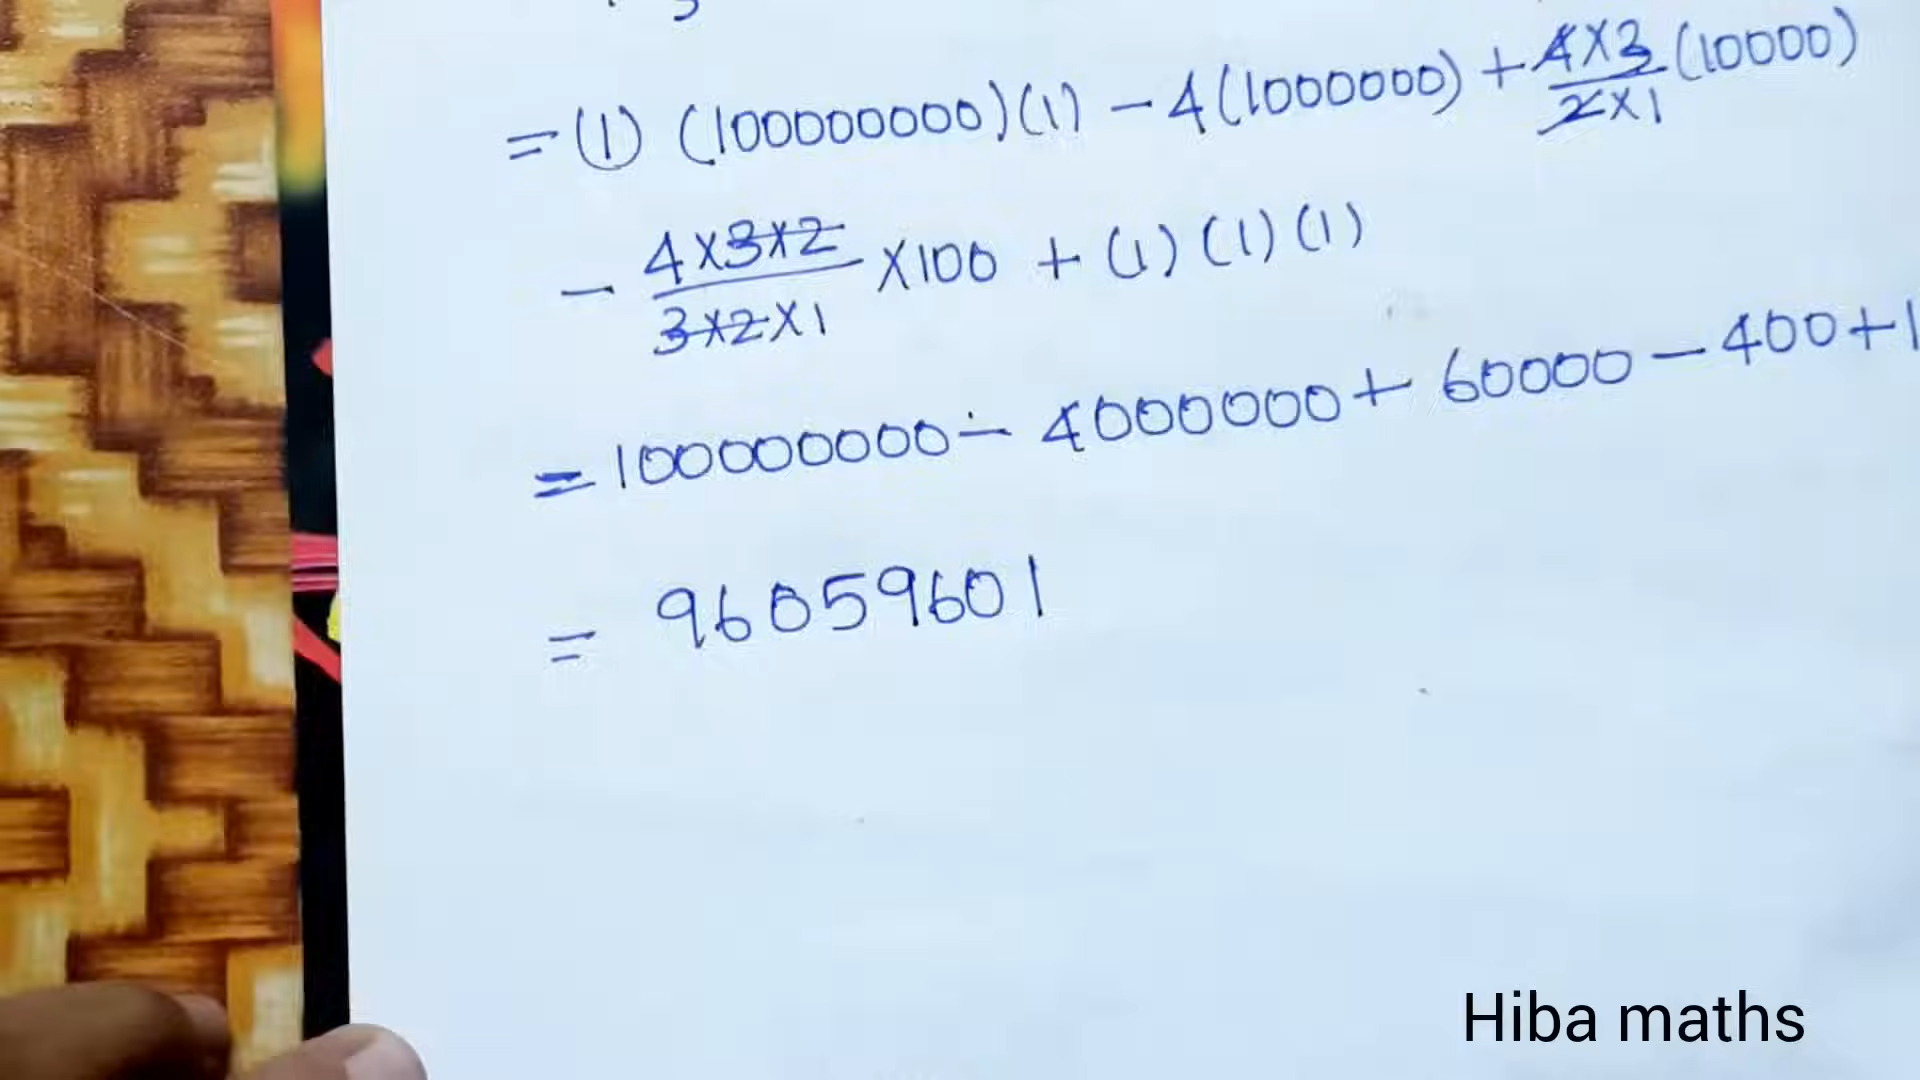 = (1) (100000000) (1) - 4 (1000000) + 4×3/2×1 (10000)
- 4×3×2/3×2×1 ×100 + (1) (1) (1)
= 100000000 - 4000000 + 60000 - 400 + 1
= 96059601
Hiba maths